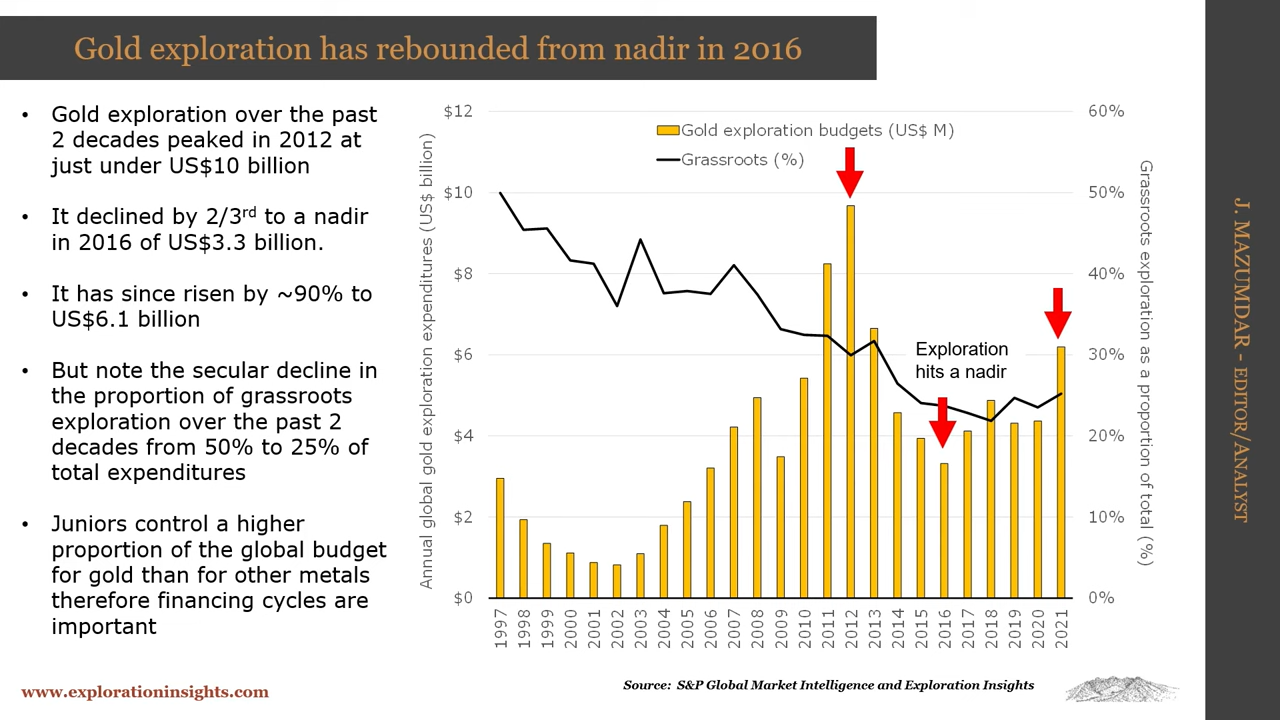 Gold exploration has rebounded from nadir in 2016
• Gold exploration over the past
2 decades peaked in 2012 at
just under US$10 billion
• It declined by 2/3rd to a nadir
in 2016 of US$3.3 billion.
• It has since risen by ~90% to
US$6.1 billion
• But note the secular decline in
the proportion of grassroots
exploration over the past 2
decades from 50% to 25% of
total expenditures
• Juniors control a higher
proportion of the global budget
for gold than for other metals
therefore financing cycles are
important
Annual global gold exploration expenditures (US$ billion)
$12
$10
$8
$6
$4
$2
$0
Gold exploration budgets (US$ M)
Grassroots (%)
Exploration
hits a nadir
60%
50%
40%
30%
20%
10%
0%
Grassroots exploration as a proportion of total (%)
1997 1998 1999 2000 2001 2002 2003 2004 2005 2006 2007 2008 2009 2010 2011 2012 2013 2014 2015 2016 2017 2018 2019 2020 2021
J. MAZUMDAR - EDITOR/ANALYST
www.explorationinsights.com
Source: S&P Global Market Intelligence and Exploration Insights